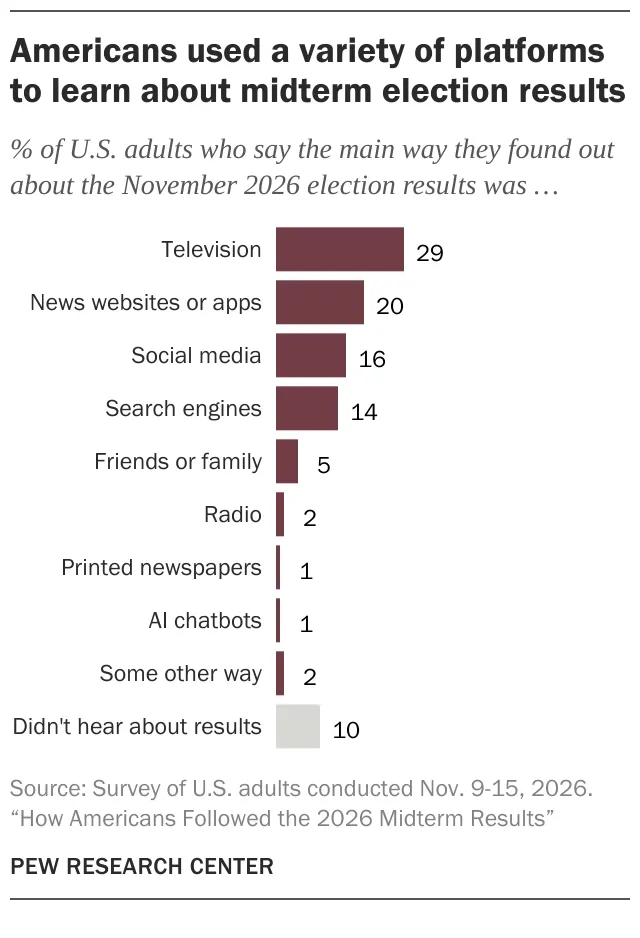 Americans used a variety of platforms
to learn about midterm election results
% of U.S. adults who say the main way they found out
about the November 2026 election results was …
Television 29
News websites or apps 20
Social media 16
Search engines 14
Friends or family 5
Radio 2
Printed newspapers 1
AI chatbots 1
Some other way 2
Didn't hear about results 10
Source: Survey of U.S. adults conducted Nov. 9-15, 2026.
“How Americans Followed the 2026 Midterm Results”
PEW RESEARCH CENTER